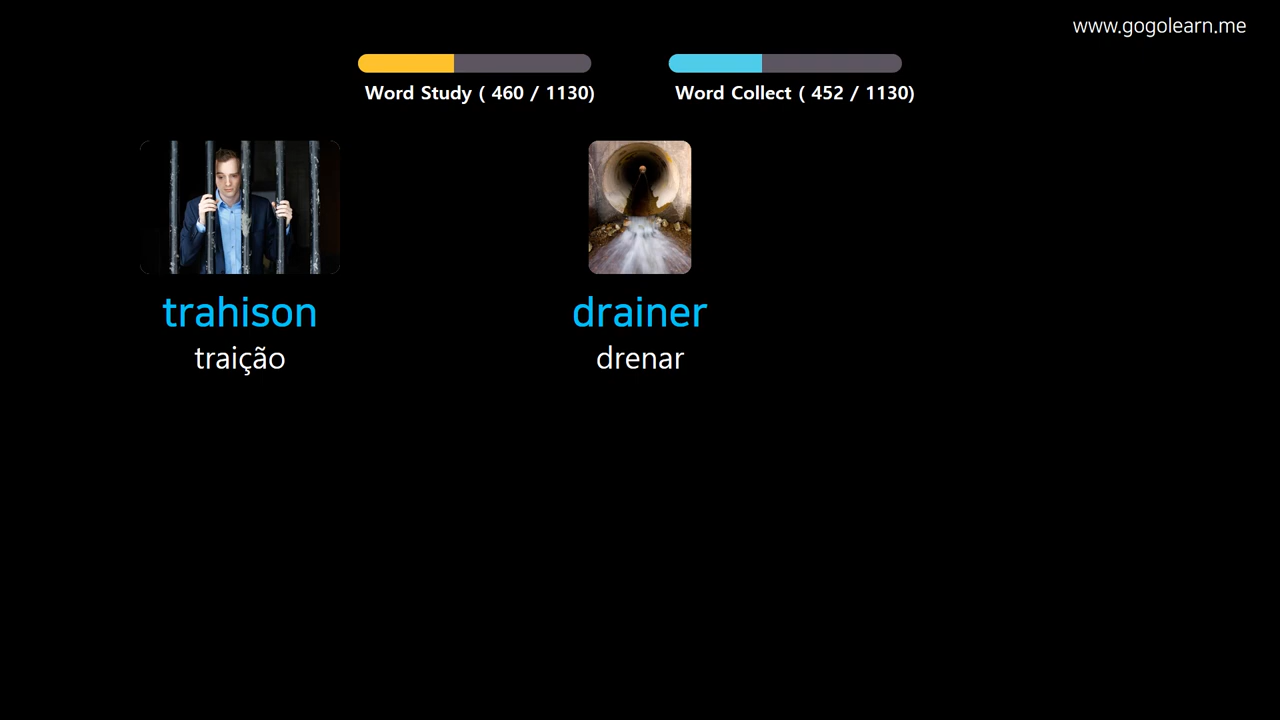 www.gogolearn.me
Word Study ( 460 / 1130)
Word Collect ( 452 / 1130)
trahison
traição
drainer
drenar